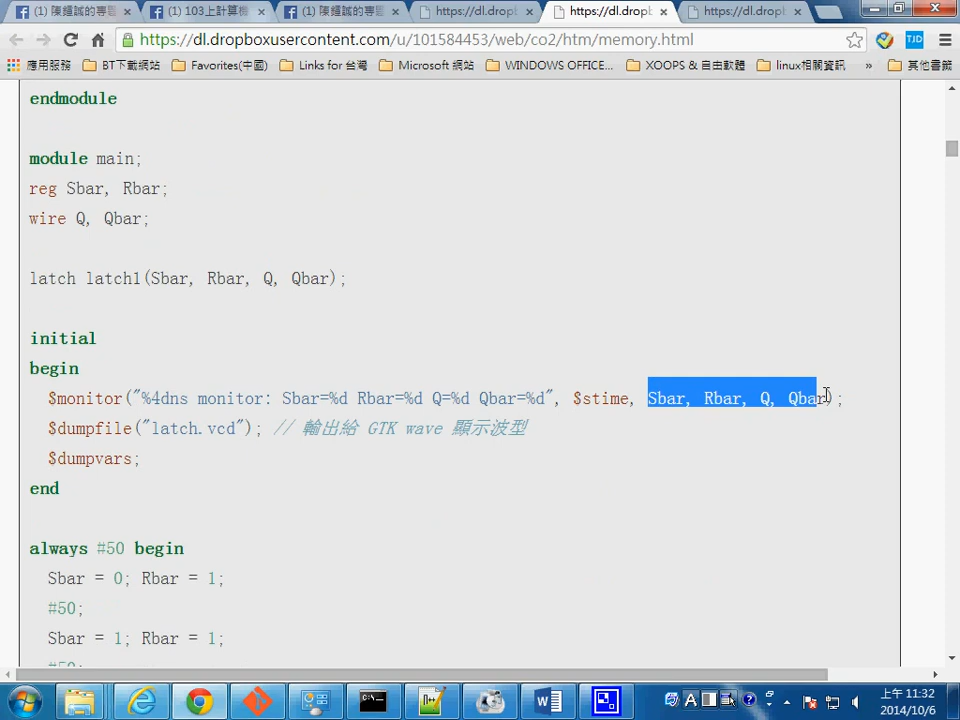 (1) 陳鍾誠的專
(1) 103上計算機
(1) 陳鍾誠的專
https://dl.dropb
https://dl.dropb
https://dl.dropb
https://dl.dropboxusercontent.com/u/101584453/web/co2/htm/memory.html
TJD
應用服務 BT下載網站 Favorites(中國) Links for 台灣 Microsoft 網站 WINDOWS OFFICE... XOOPS & 自由軟體 linux相關資訊 » 其他書籤
endmodule
module main;
reg Sbar, Rbar;
wire Q, Qbar;
latch latch1(Sbar, Rbar, Q, Qbar);
initial
begin
$monitor("%4dns monitor: Sbar=%d Rbar=%d Q=%d Qbar=%d", $stime, Sbar, Rbar, Q, Qbar);
$dumpfile("latch.vcd"); // 輸出給 GTK wave 顯示波型
$dumpvars;
end
always #50 begin
Sbar = 0; Rbar = 1;
#50;
Sbar = 1; Rbar = 1;
#50;
上午 11:32
2014/10/6